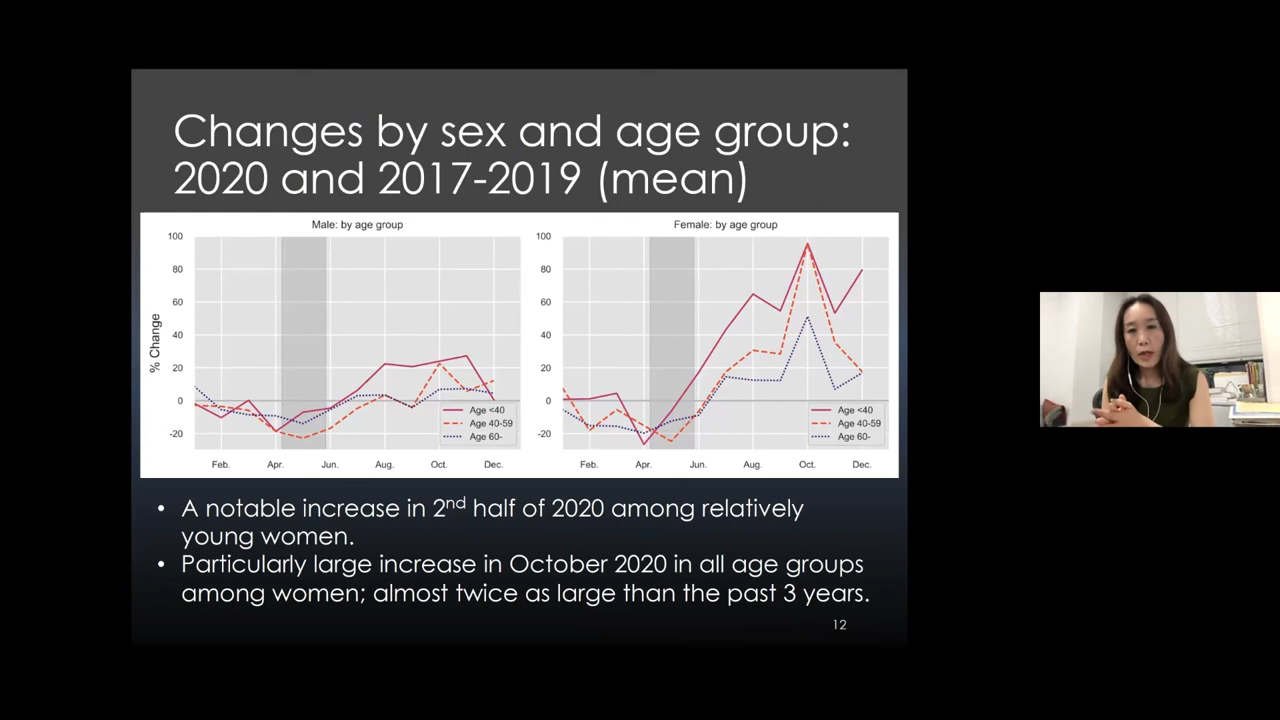 Changes by sex and age group:
2020 and 2017-2019 (mean)
Male: by age group
100
80
60
40
20
0
-20
% Change
Feb. Apr. Jun. Aug. Oct. Dec.
Age <40
Age 40-59
Age 60-
Female: by age group
100
80
60
40
20
0
-20
Feb. Apr. Jun. Aug. Oct. Dec.
Age <40
Age 40-59
Age 60-
• A notable increase in 2nd half of 2020 among relatively
young women.
• Particularly large increase in October 2020 in all age groups
among women; almost twice as large than the past 3 years.
12